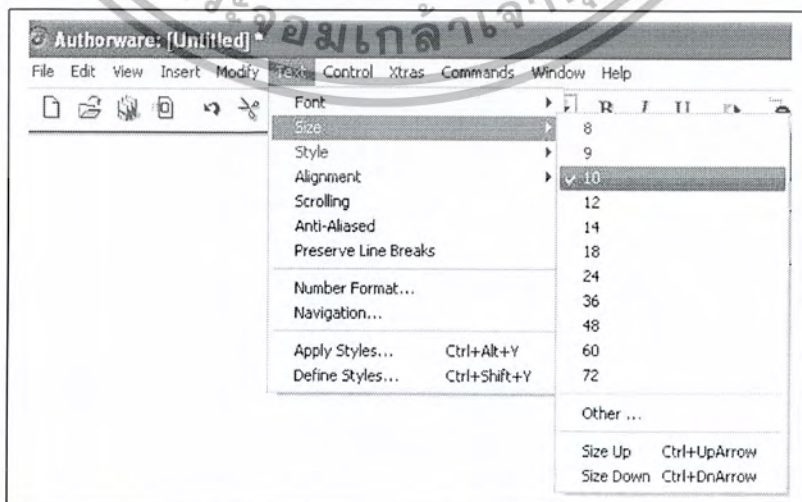 Authorware: [Untitled] *
File Edit View Insert Modify Text Control Xtras Commands Window Help
B I U
Font
Size
Style
Alignment
Scrolling
Anti-Aliased
Preserve Line Breaks
Number Format...
Navigation...
Apply Styles... Ctrl+Alt+Y
Define Styles... Ctrl+Shift+Y
8
9
10
12
14
18
24
36
48
60
72
Other ...
Size Up Ctrl+UpArrow
Size Down Ctrl+DnArrow